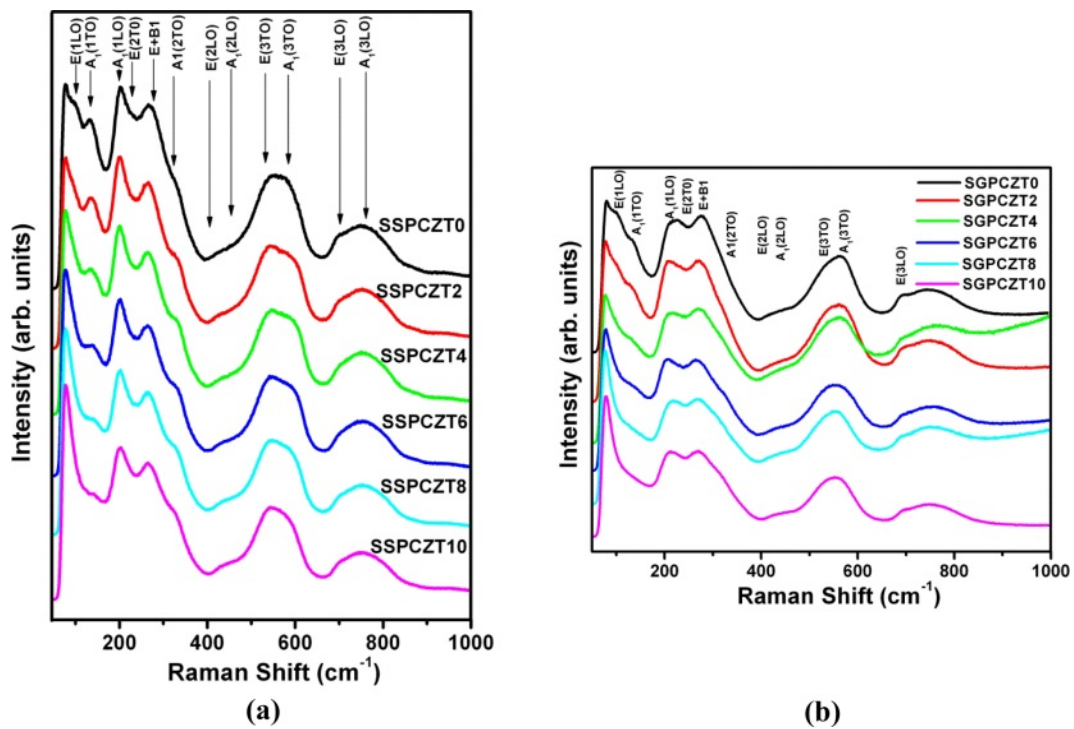 (a)
E(1LO)
A1(1TO)
A1(1LO)
E(2T0)
E+B1
A1(2TO)
E(2LO)
A1(2LO)
E(3TO)
A1(3TO)
E(3LO)
A1(3LO)
SSPCZT0
SSPCZT2
SSPCZT4
SSPCZT6
SSPCZT8
SSPCZT10
Intensity (arb. units)
200 400 600 800 1000
Raman Shift (cm-1)
(a)
E(1LO)
A1(1TO)
A1(1LO)
E(2T0)
E+B1
A1(2TO)
E(2LO)
A1(2LO)
E(3TO)
A1(3TO)
E(3LO)
SGPCZT0
SGPCZT2
SGPCZT4
SGPCZT6
SGPCZT8
SGPCZT10
Intensity (arb. units)
200 400 600 800 1000
Raman Shift (cm-1)
(b)